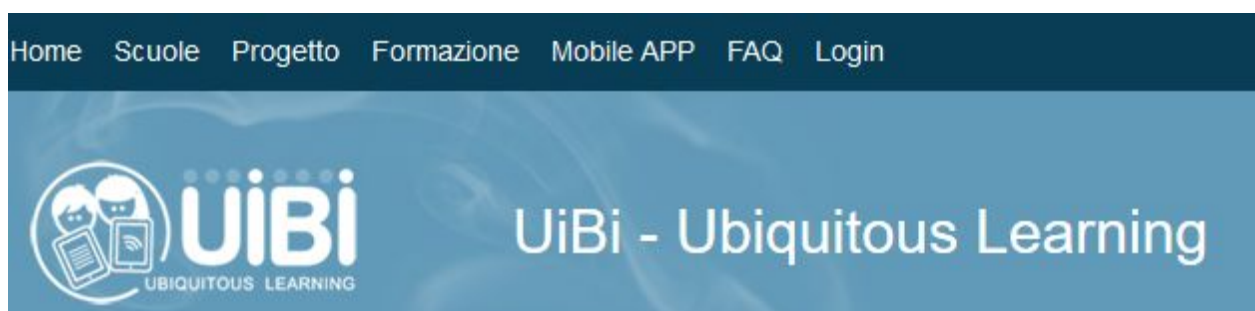 Home Scuole Progetto Formazione Mobile APP FAQ Login
UiBi
UBIQUITOUS LEARNING
UiBi - Ubiquitous Learning